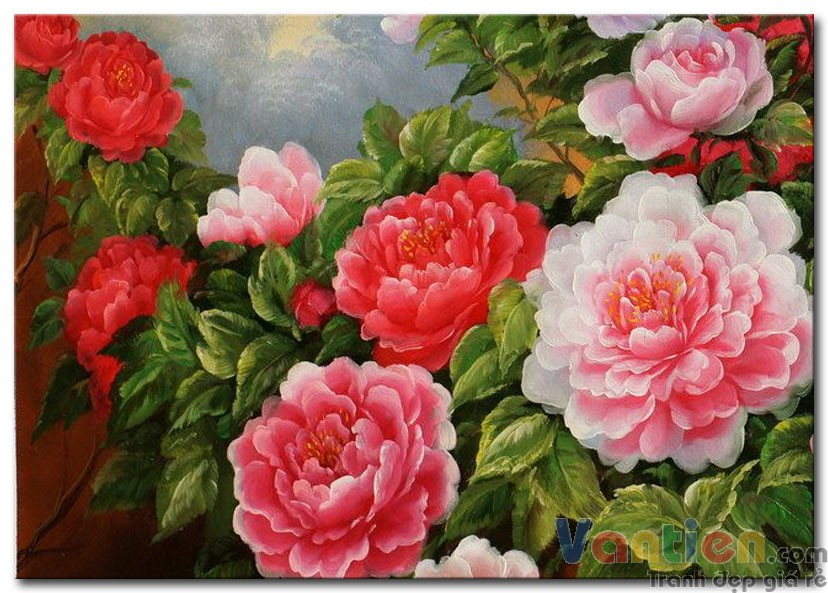 Vantien.com
Tranh đẹp giá rẻ